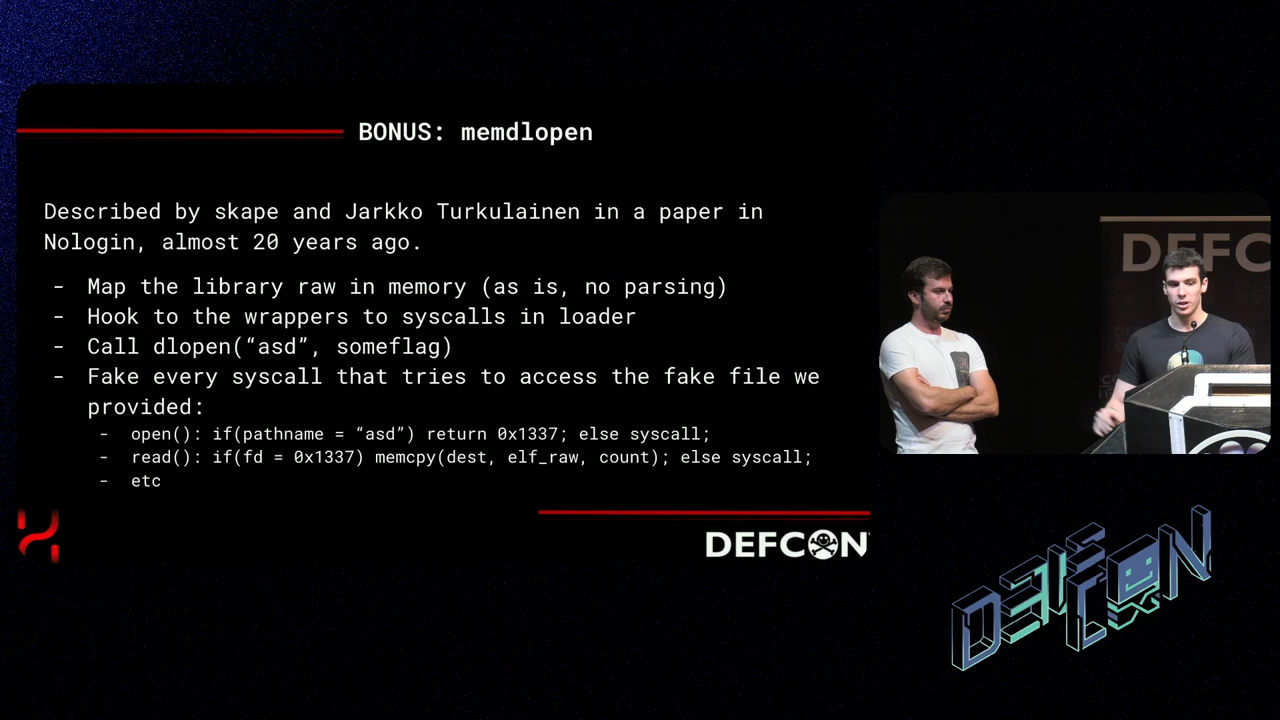 BONUS: memdlopen
Described by skape and Jarkko Turkulainen in a paper in
Nologin, almost 20 years ago.
- Map the library raw in memory (as is, no parsing)
- Hook to the wrappers to syscalls in loader
- Call dlopen(“asd”, someflag)
- Fake every syscall that tries to access the fake file we
provided:
- open(): if(pathname = “asd”) return 0x1337; else syscall;
- read(): if(fd = 0x1337) memcpy(dest, elf_raw, count); else syscall;
- etc
DEFCON
DEFC
DEF
CON